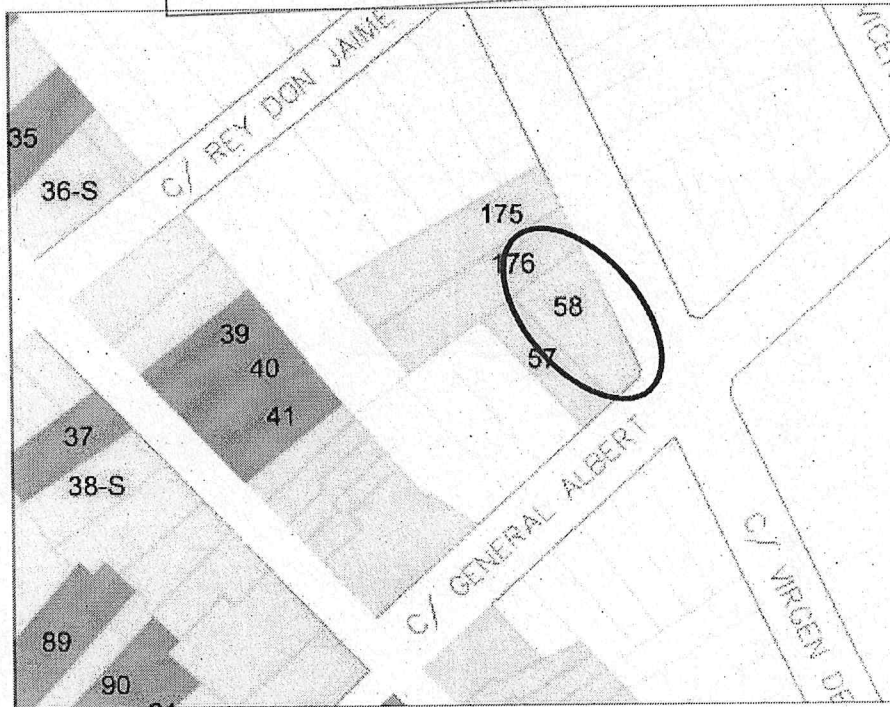 C/ REY DON JAIME
35
36-S
175
176
58
57
39
40
41
37
38-S
C/ GENERAL ALBERT
C/ VIRGEN DE
89
90